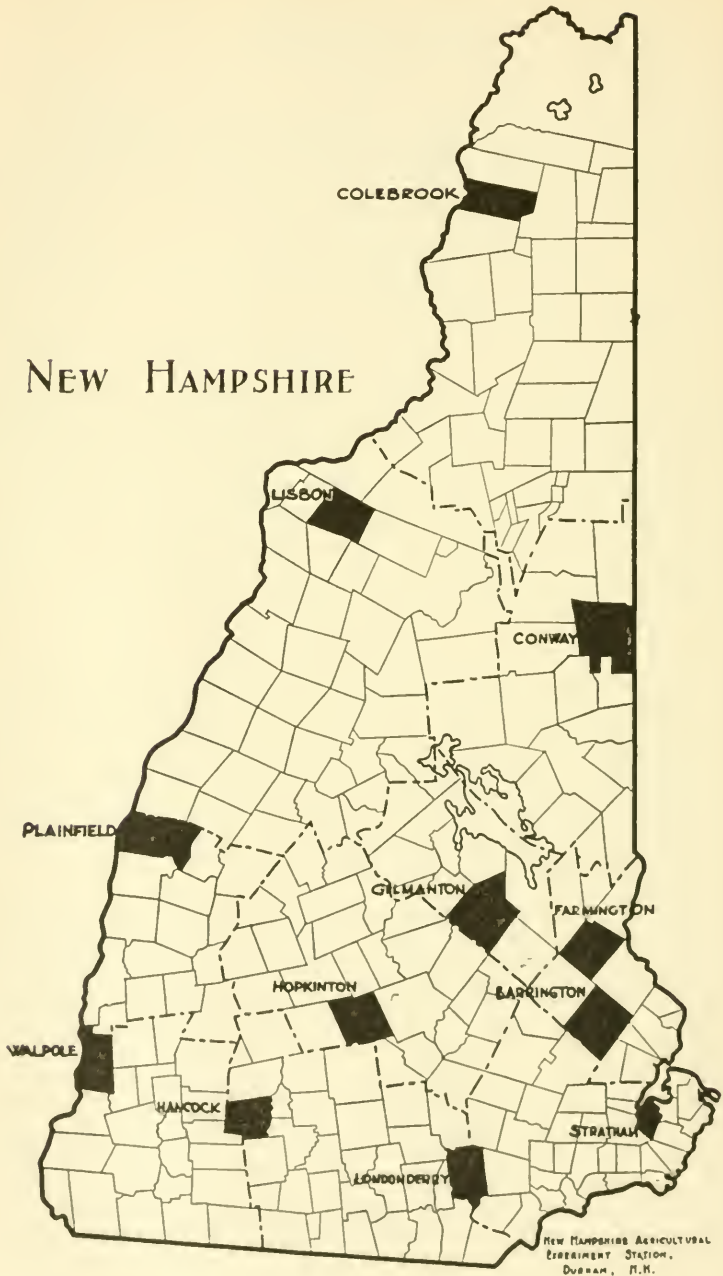 COLEBROOK
NEW HAMPSHIRE
LISBON
CONWAY
PLAINFIELD
GILMANTON
FARMINGTON
HOPKINTON
BARRINGTON
WALPOLE
HANCOCK
STRATHAM
LONDONDERRY
NEW HAMPSHIRE AGRICULTURAL
EXPERIMENT STATION,
DURHAM, N.H.